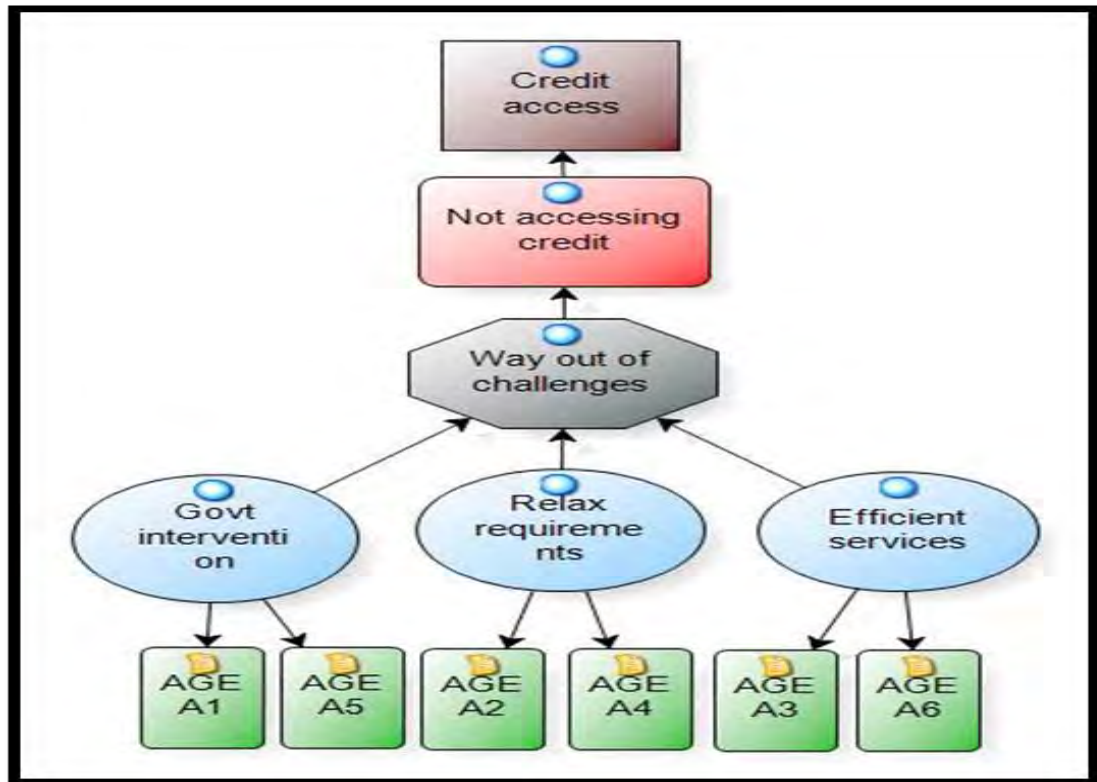 Credit
access
Not accessing
credit
Way out of
challenges
Govt
interventi
on
Relax
requireme
nts
Efficient
services
AGE
A1
AGE
A5
AGE
A2
AGE
A4
AGE
A3
AGE
A6